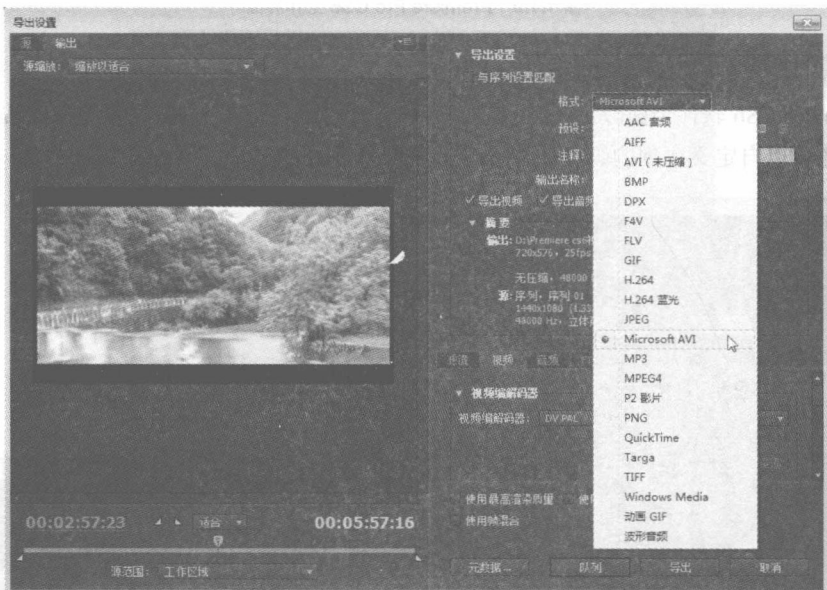 导出设置
源 输出
源缩放： 缩放以适合
导出设置
与序列设置匹配
格式： Microsoft AVI
预设：
注释：
输出名称：
导出视频 导出音频
摘要
输出： D:\Premiere cs6
720x576, 25fps
无压缩, 48000
源： 序列, 序列 01
1440x1080 (1.33
48000 Hz, 立体声
AAC 音频
AIFF
AVI（未压缩）
BMP
DPX
F4V
FLV
GIF
H.264
H.264 蓝光
JPEG
Microsoft AVI
MP3
MPEG4
P2 影片
PNG
QuickTime
Targa
TIFF
Windows Media
动画 GIF
波形音频
视频 音频
视频编解码器
视频编解码器： DV PAL
使用最高渲染质量
使用帧混合
00:02:57:23 适合 00:05:57:16
源范围： 工作区域
元数据... 队列 导出 取消